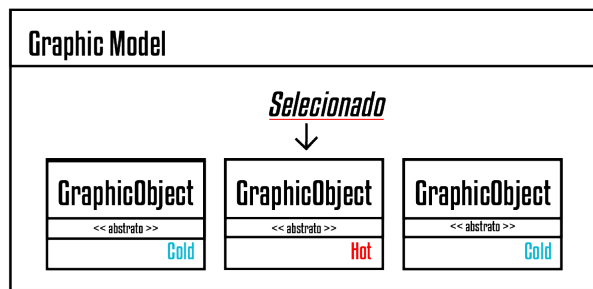 Graphic Model
Selecionado
GraphicObject
<< abstrato >>
Cold
GraphicObject
<< abstrato >>
Hot
GraphicObject
<< abstrato >>
Cold